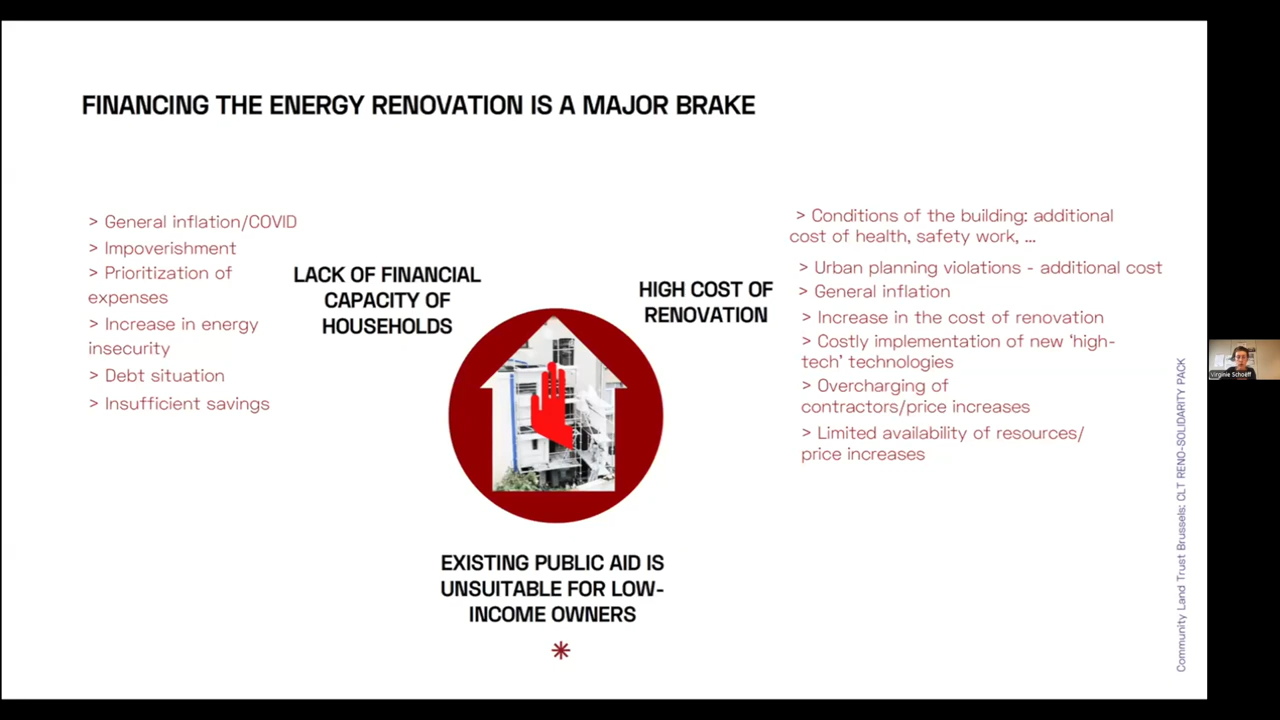 FINANCING THE ENERGY RENOVATION IS A MAJOR BRAKE
> General inflation/COVID
> Impoverishment
> Prioritization of
expenses
> Increase in energy
insecurity
> Debt situation
> Insufficient savings
LACK OF FINANCIAL
CAPACITY OF
HOUSEHOLDS
HIGH COST OF
RENOVATION
> Conditions of the building: additional
cost of health, safety work, ...
> Urban planning violations - additional cost
> General inflation
> Increase in the cost of renovation
> Costly implementation of new ‘high-
tech’ technologies
> Overcharging of
contractors/price increases
> Limited availability of resources/
price increases
EXISTING PUBLIC AID IS
UNSUITABLE FOR LOW-
INCOME OWNERS
Community Land Trust Brussels: CLT RENO-SOLIDARITY PACK
Virginie Schoeff